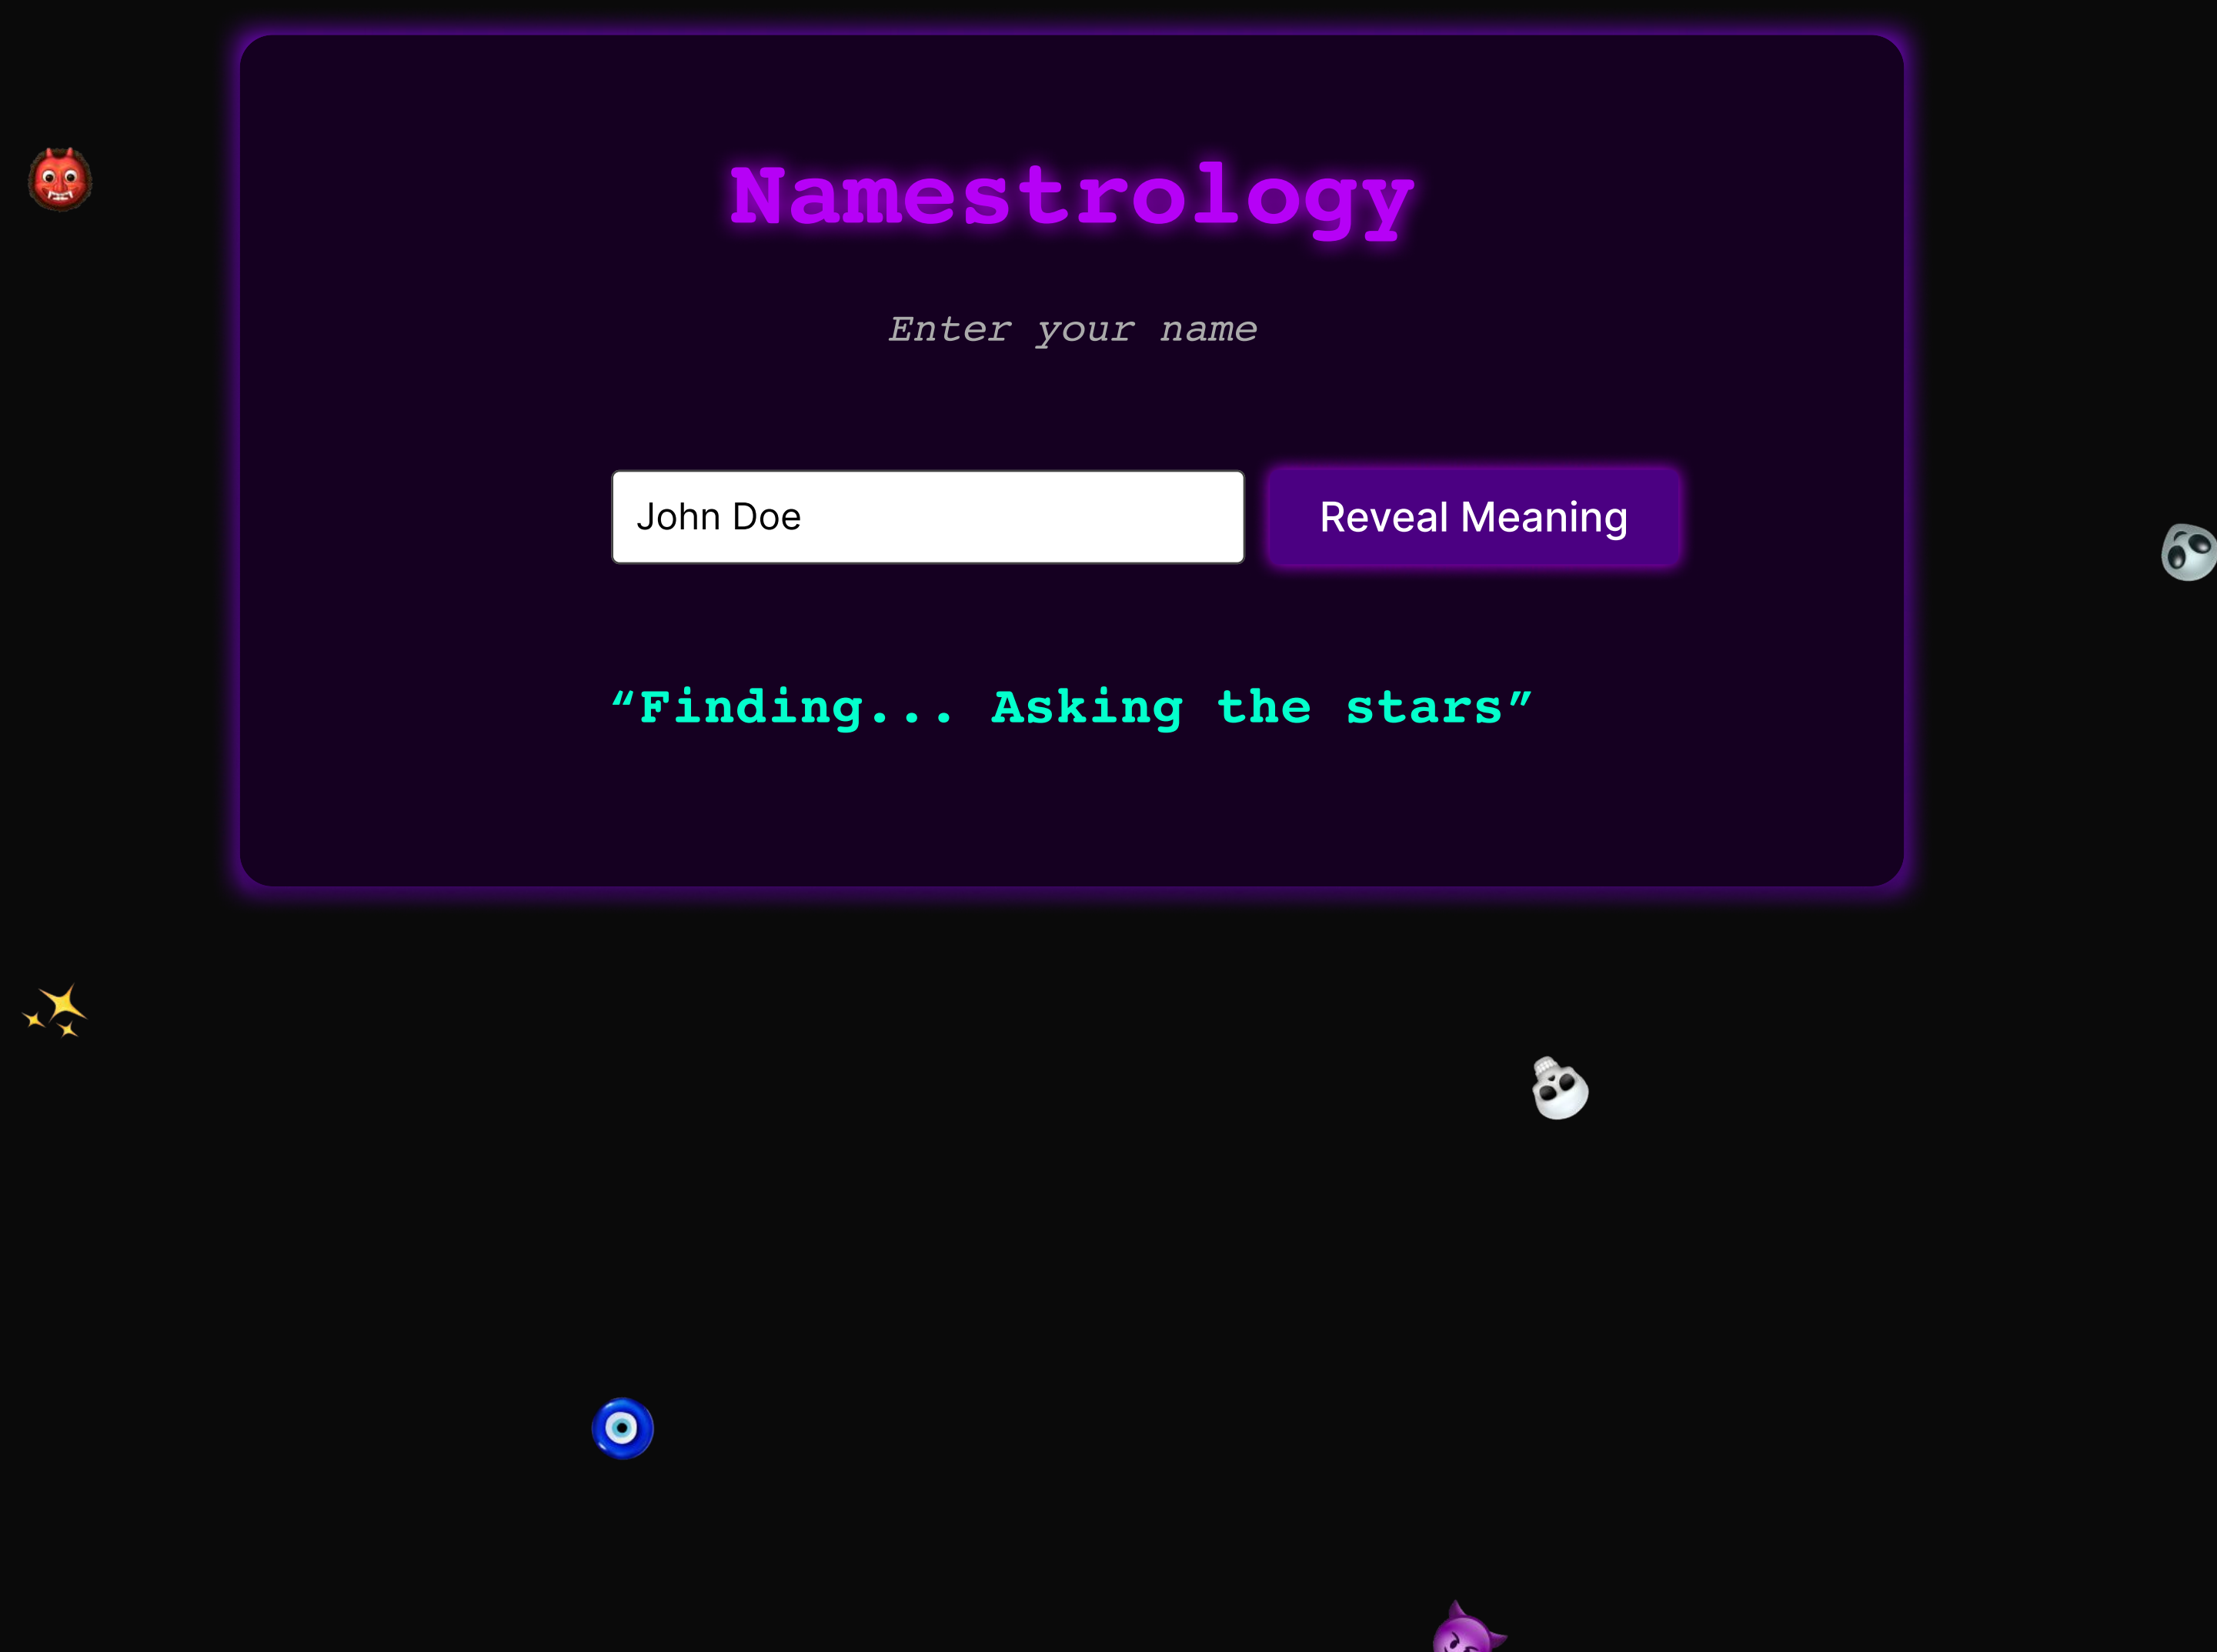 Namestrology
Enter your name
John Doe
Reveal Meaning
“Finding... Asking the stars”